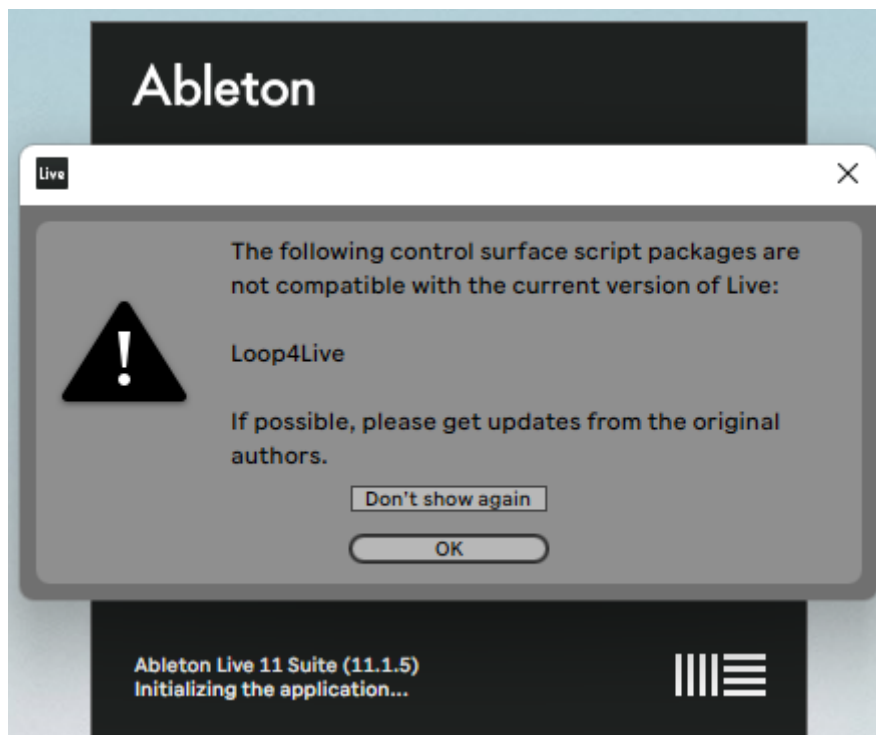 Ableton
Live
The following control surface script packages are
not compatible with the current version of Live:
Loop4Live
If possible, please get updates from the original
authors.
Don't show again
OK
Ableton Live 11 Suite (11.1.5)
Initializing the application...